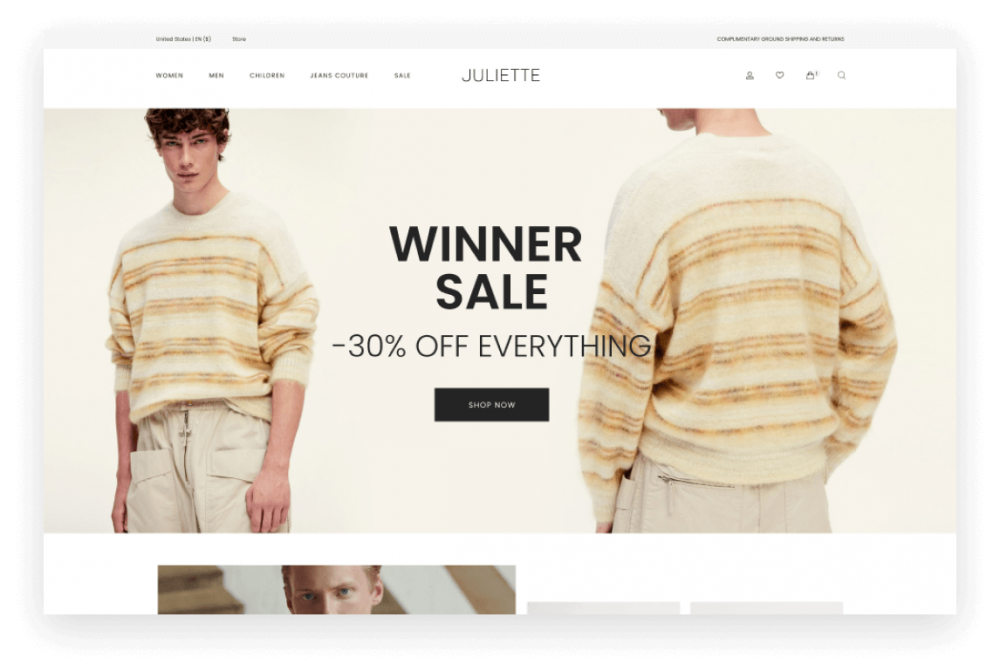 United States | EN ($) Store COMPLIMENTARY GROUND SHIPPING AND RETURNS
WOMEN MEN CHILDREN JEANS COUTURE SALE JULIETTE
WINNER
SALE
-30% OFF EVERYTHING
SHOP NOW